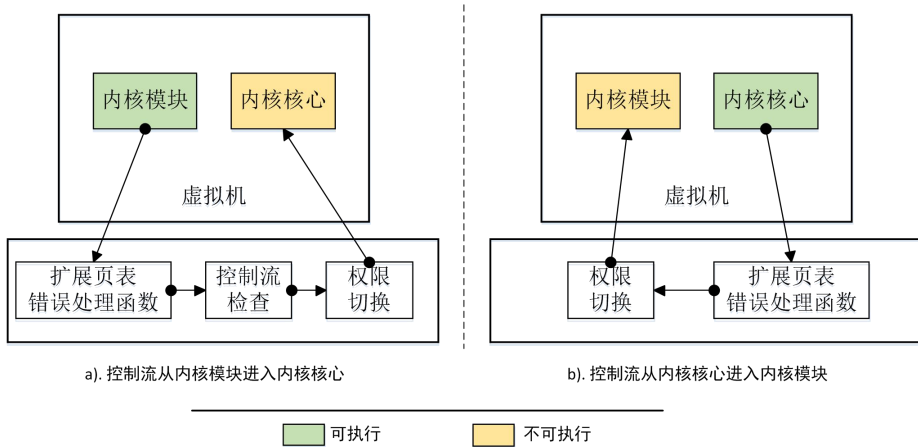 内核模块
内核核心
虚拟机
扩展页表
错误处理函数
控制流
检查
权限
切换
a). 控制流从内核模块进入内核核心
内核模块
内核核心
虚拟机
权限
切换
扩展页表
错误处理函数
b). 控制流从内核核心进入内核模块
可执行
不可执行